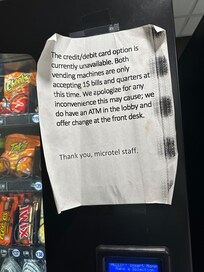 The credit/debit card option is
currently unavailable. Both
vending machines are only
accepting 1$ bills and quarters at
this time. We apologize for any
inconvenience this may cause; we
do have an ATM in the lobby and
offer change at the front desk.
Thank you, microtel staff.
Make a Selection